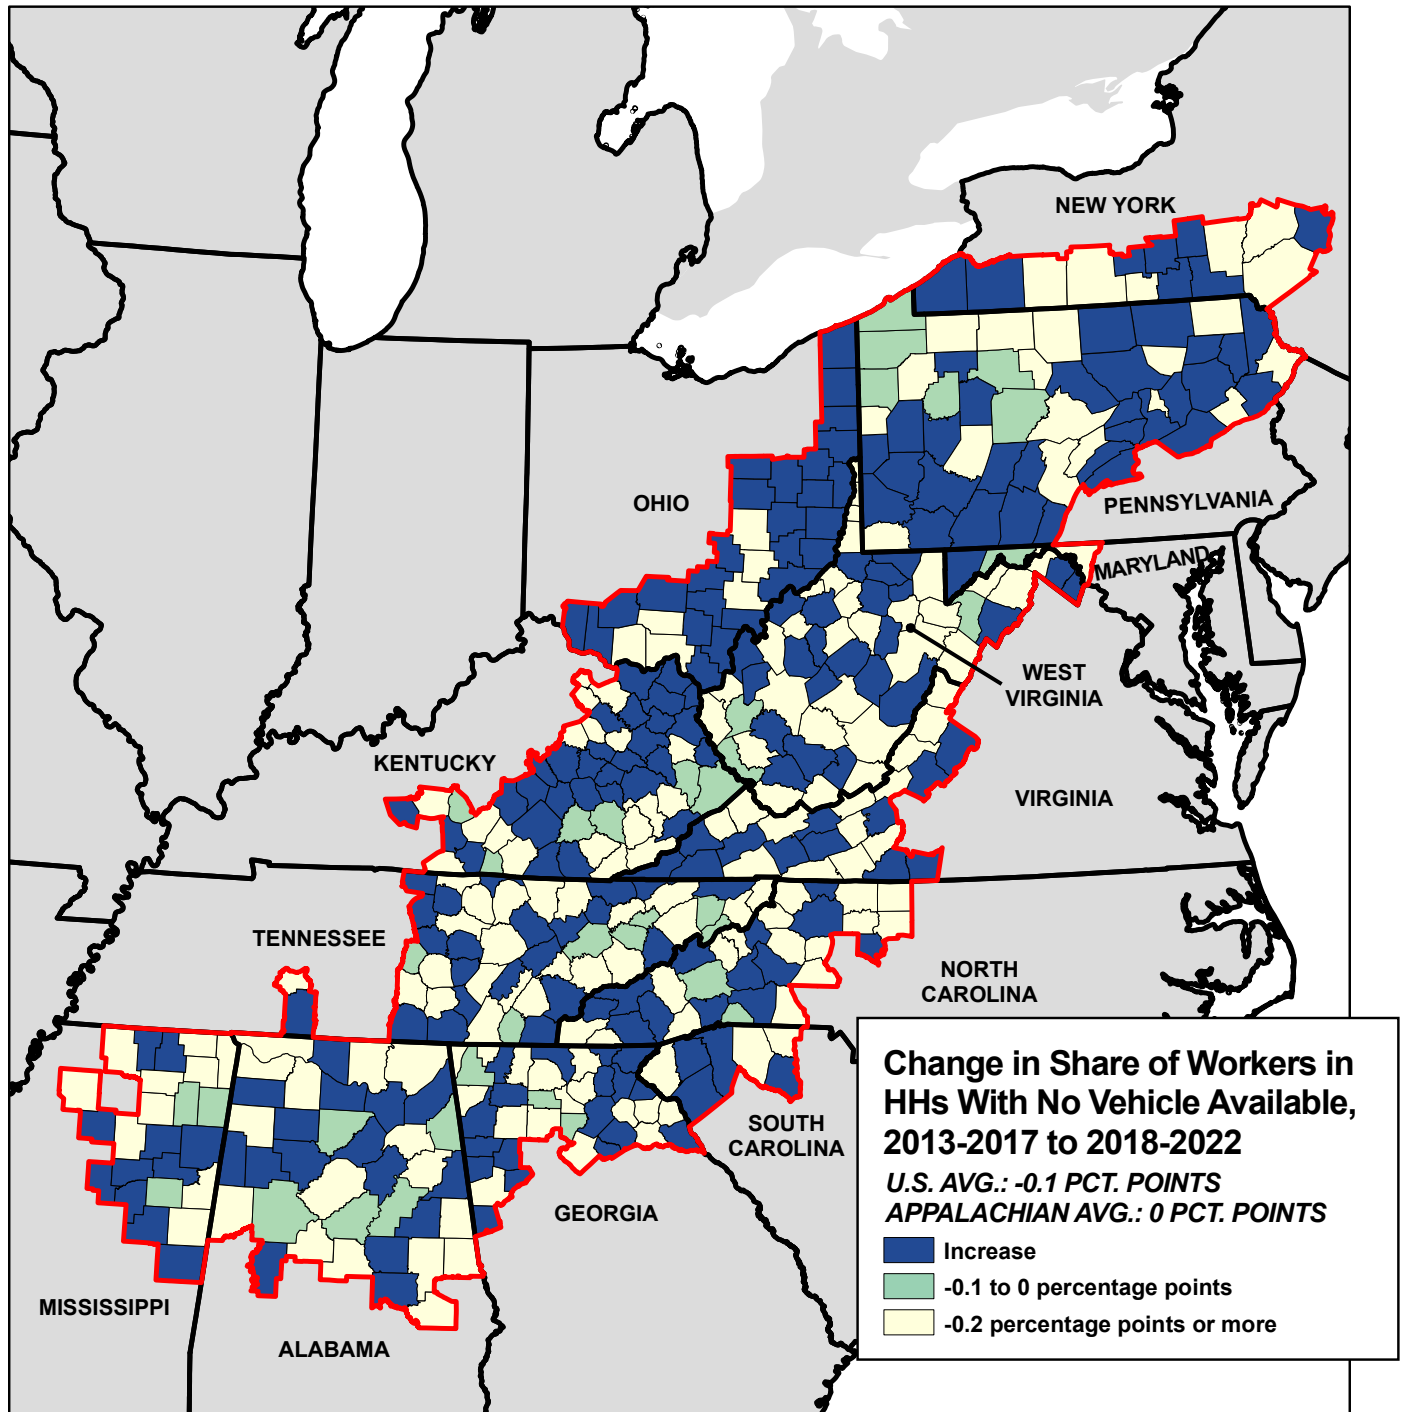 NEW YORK
OHIO
PENNSYLVANIA
MARYLAND
WEST
VIRGINIA
KENTUCKY
VIRGINIA
TENNESSEE
NORTH
CAROLINA
SOUTH
CAROLINA
GEORGIA
MISSISSIPPI
ALABAMA
Change in Share of Workers in
HHs With No Vehicle Available,
2013-2017 to 2018-2022
U.S. AVG.: -0.1 PCT. POINTS
APPALACHIAN AVG.: 0 PCT. POINTS
Increase
-0.1 to 0 percentage points
-0.2 percentage points or more